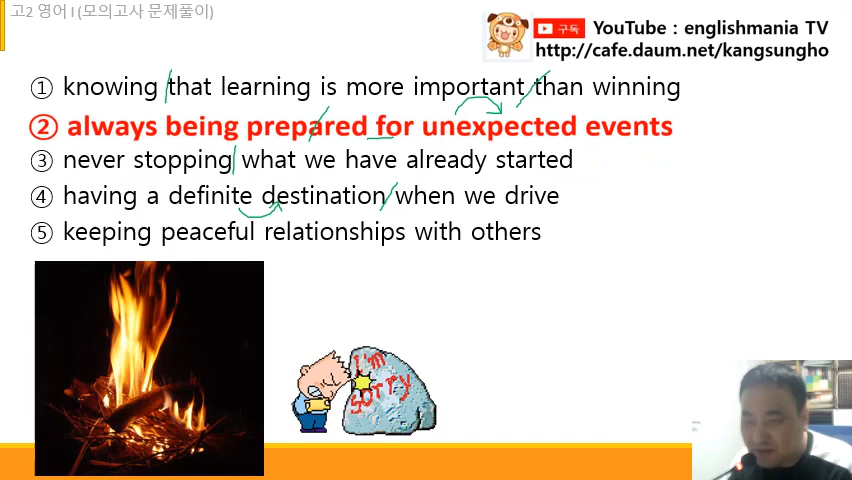 고2 영어 I (모의고사 문제풀이)
구독 YouTube : englishmania TV
http://cafe.daum.net/kangsungho
① knowing that learning is more important than winning
② always being prepared for unexpected events
③ never stopping what we have already started
④ having a definite destination when we drive
⑤ keeping peaceful relationships with others
I'm
sorry